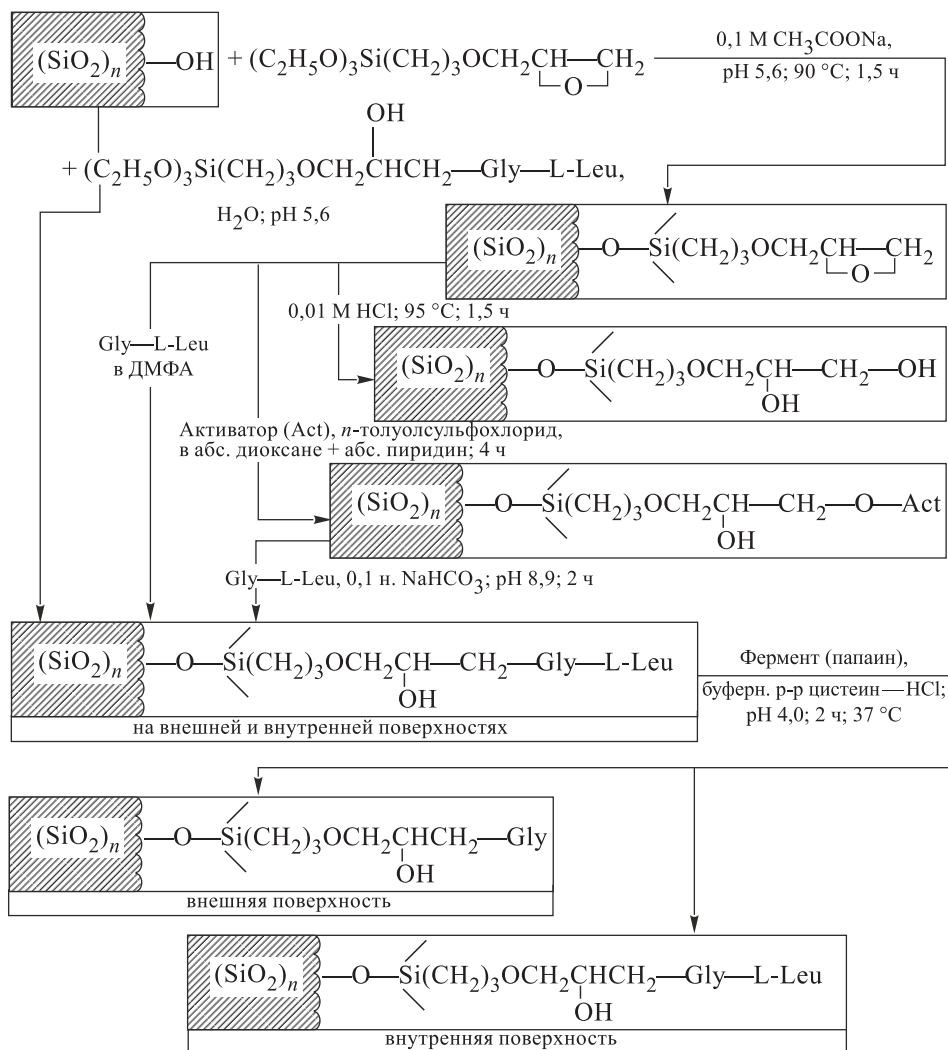 (SiO₂)ₙ—OH + (C₂H₅O)₃Si(CH₂)₃OCH₂CH—CH₂
O
0,1 М CH₃COONa,
pH 5,6; 90 °C; 1,5 ч
OH
+ (C₂H₅O)₃Si(CH₂)₃OCH₂CHCH₂—Gly—L-Leu,
H₂O; pH 5,6
(SiO₂)ₙ—O—Si(CH₂)₃OCH₂CH—CH₂
O
0,01 М HCl; 95 °C; 1,5 ч
Gly—L-Leu
в ДМФА
(SiO₂)ₙ—O—Si(CH₂)₃OCH₂CH—CH₂—OH
OH
Активатор (Act), n-толуолсульфохлорид,
в абс. диоксане + абс. пиридин; 4 ч
(SiO₂)ₙ—O—Si(CH₂)₃OCH₂CH—CH₂—O—Act
OH
Gly—L-Leu, 0,1 н. NaHCO₃; pH 8,9; 2 ч
(SiO₂)ₙ—O—Si(CH₂)₃OCH₂CH—CH₂—Gly—L-Leu
OH
на внешней и внутренней поверхностях
Фермент (папаин),
буферн. р-р цистеин—HCl;
pH 4,0; 2 ч; 37 °C
(SiO₂)ₙ—O—Si(CH₂)₃OCH₂CHCH₂—Gly
OH
внешняя поверхность
(SiO₂)ₙ—O—Si(CH₂)₃OCH₂CHCH₂—Gly—L-Leu
OH
внутренняя поверхность